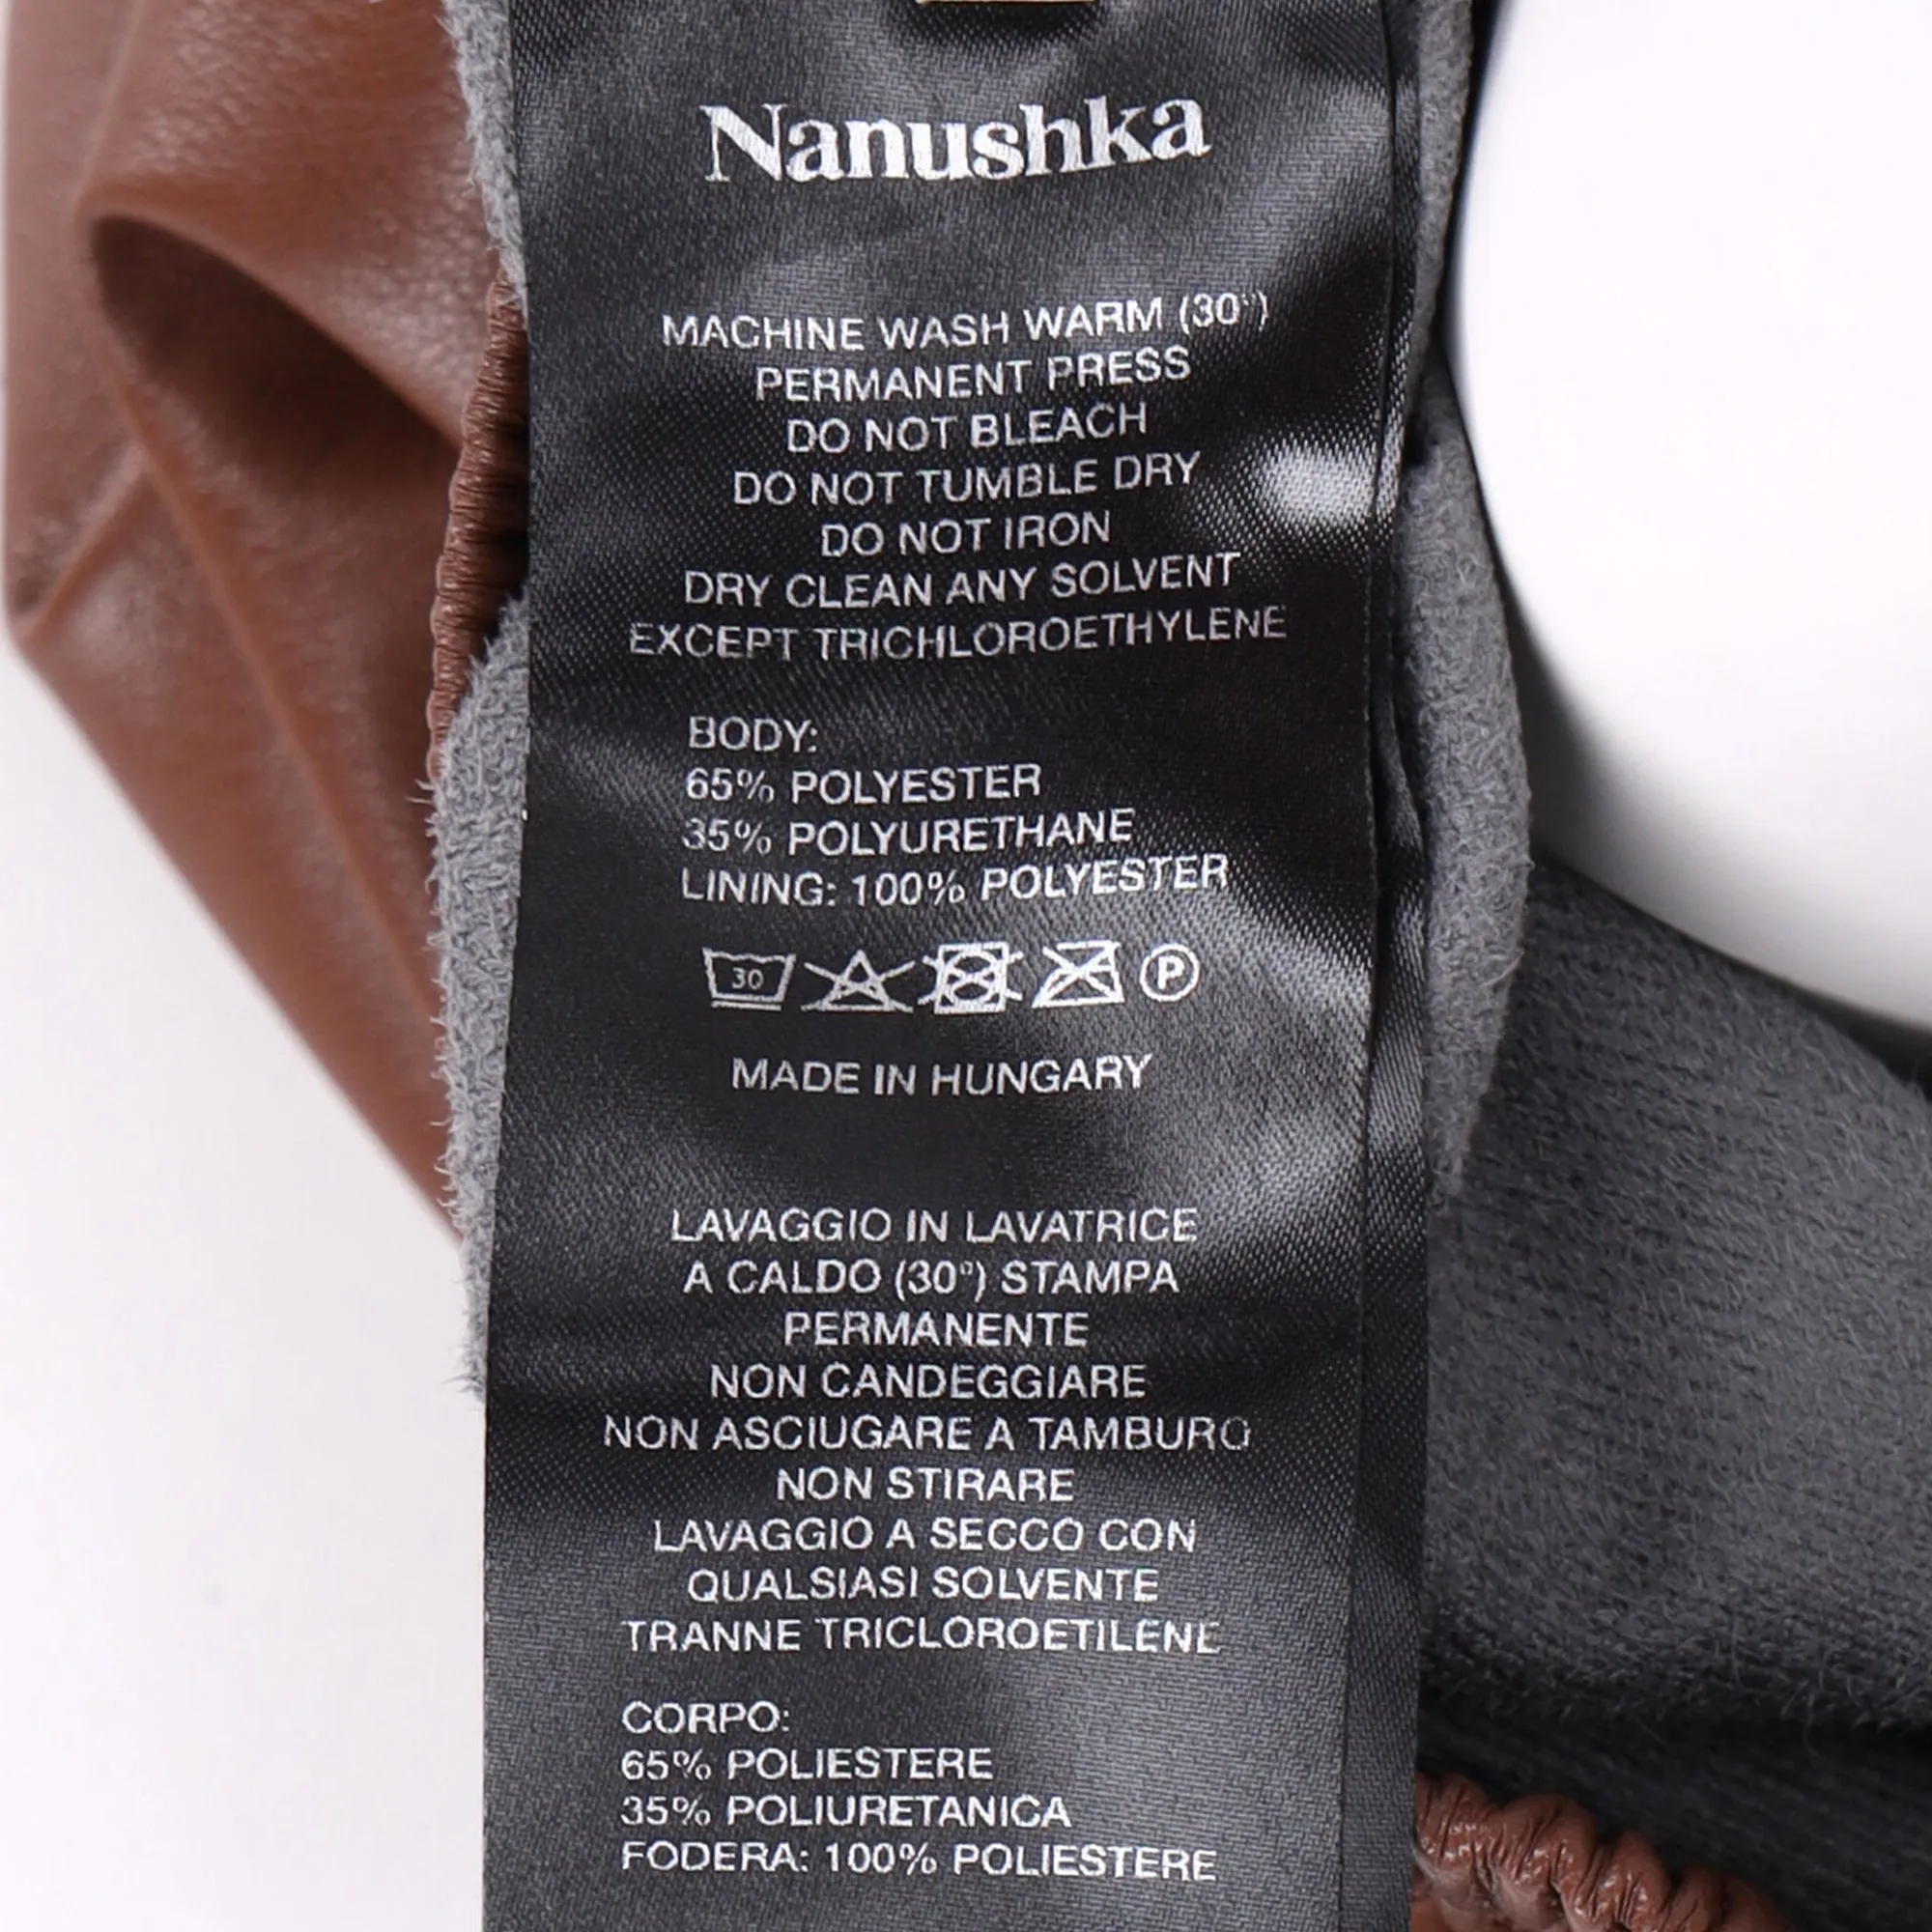 Nanushka
MACHINE WASH WARM (30°)
PERMANENT PRESS
DO NOT BLEACH
DO NOT TUMBLE DRY
DO NOT IRON
DRY CLEAN ANY SOLVENT
EXCEPT TRICHLOROETHYLENE
BODY:
65% POLYESTER
35% POLYURETHANE
LINING: 100% POLYESTER
30 P
MADE IN HUNGARY
LAVAGGIO IN LAVATRICE
A CALDO (30°) STAMPA
PERMANENTE
NON CANDEGGIARE
NON ASCIUGARE A TAMBURO
NON STIRARE
LAVAGGIO A SECCO CON
QUALSIASI SOLVENTE
TRANNE TRICLOROETILENE
CORPO:
65% POLIESTERE
35% POLIURETANICA
FODERA: 100% POLIESTERE